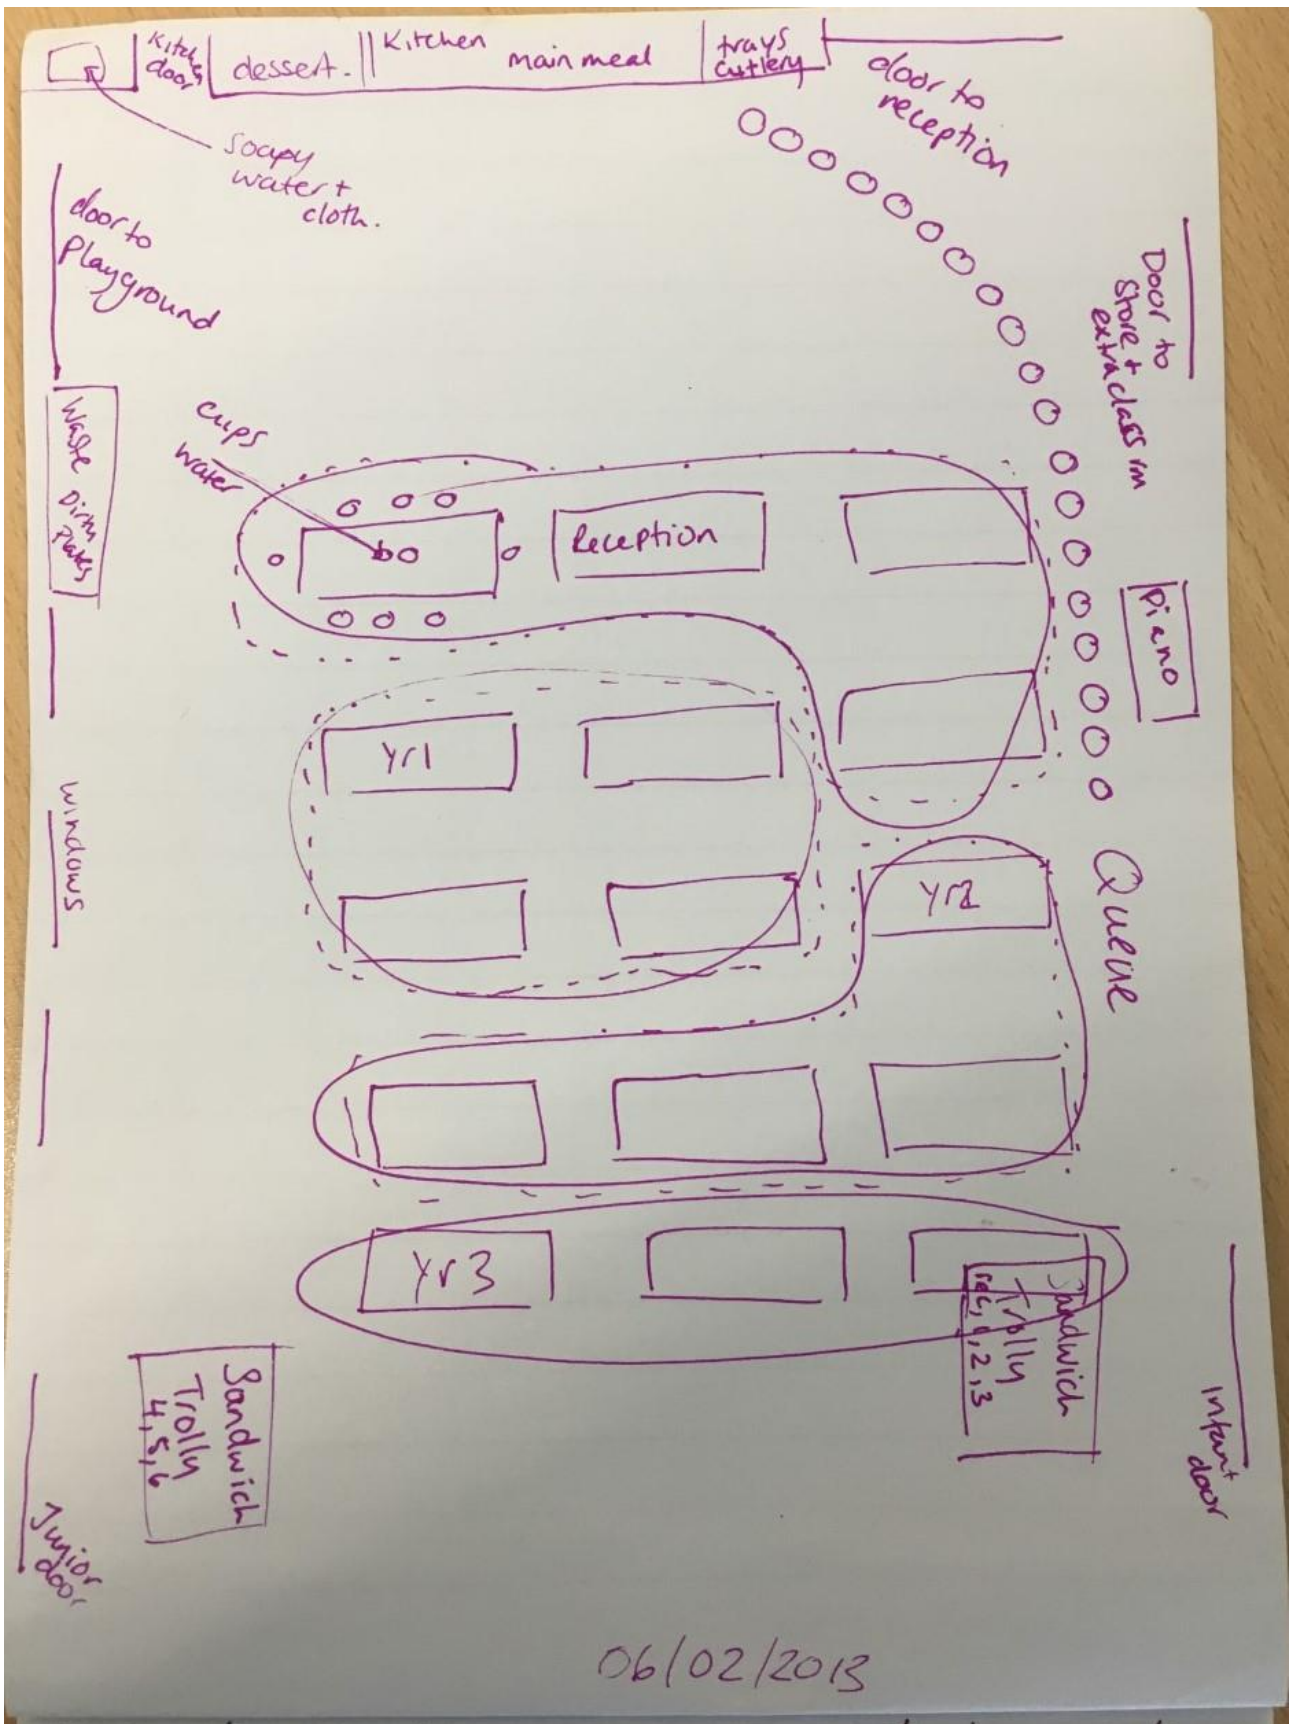 Kitchen
door
dessert.
Kitchen
main meal
trays
cutlery
door to
reception
soapy
water +
cloth.
door to
playground
Door to
Store +
extra class rm
cups
water
Waste
Dirty
Plates
Reception
Piano
Yr1
windows
Yr2
Queue
Yr3
Sandwich
Trolly
rec, 1, 2, 3
Sandwich
Trolly
4, 5, 6
Infant
door
Junior
door
06/02/2013